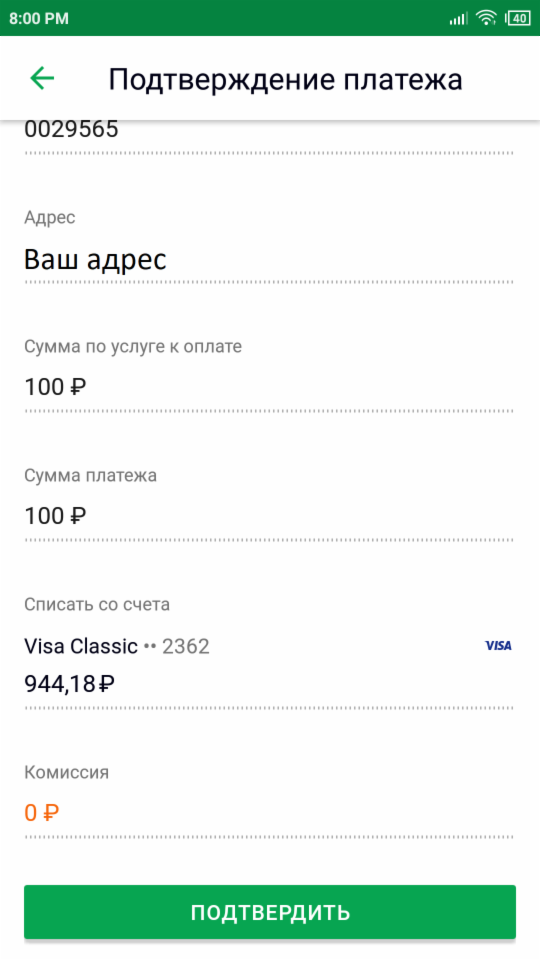 8:00 PM
40
Подтверждение платежа
0029565
Адрес
Ваш адрес
Сумма по услуге к оплате
100 ₽
Сумма платежа
100 ₽
Списать со счета
Visa Classic •• 2362
VISA
944,18 ₽
Комиссия
0 ₽
ПОДТВЕРДИТЬ